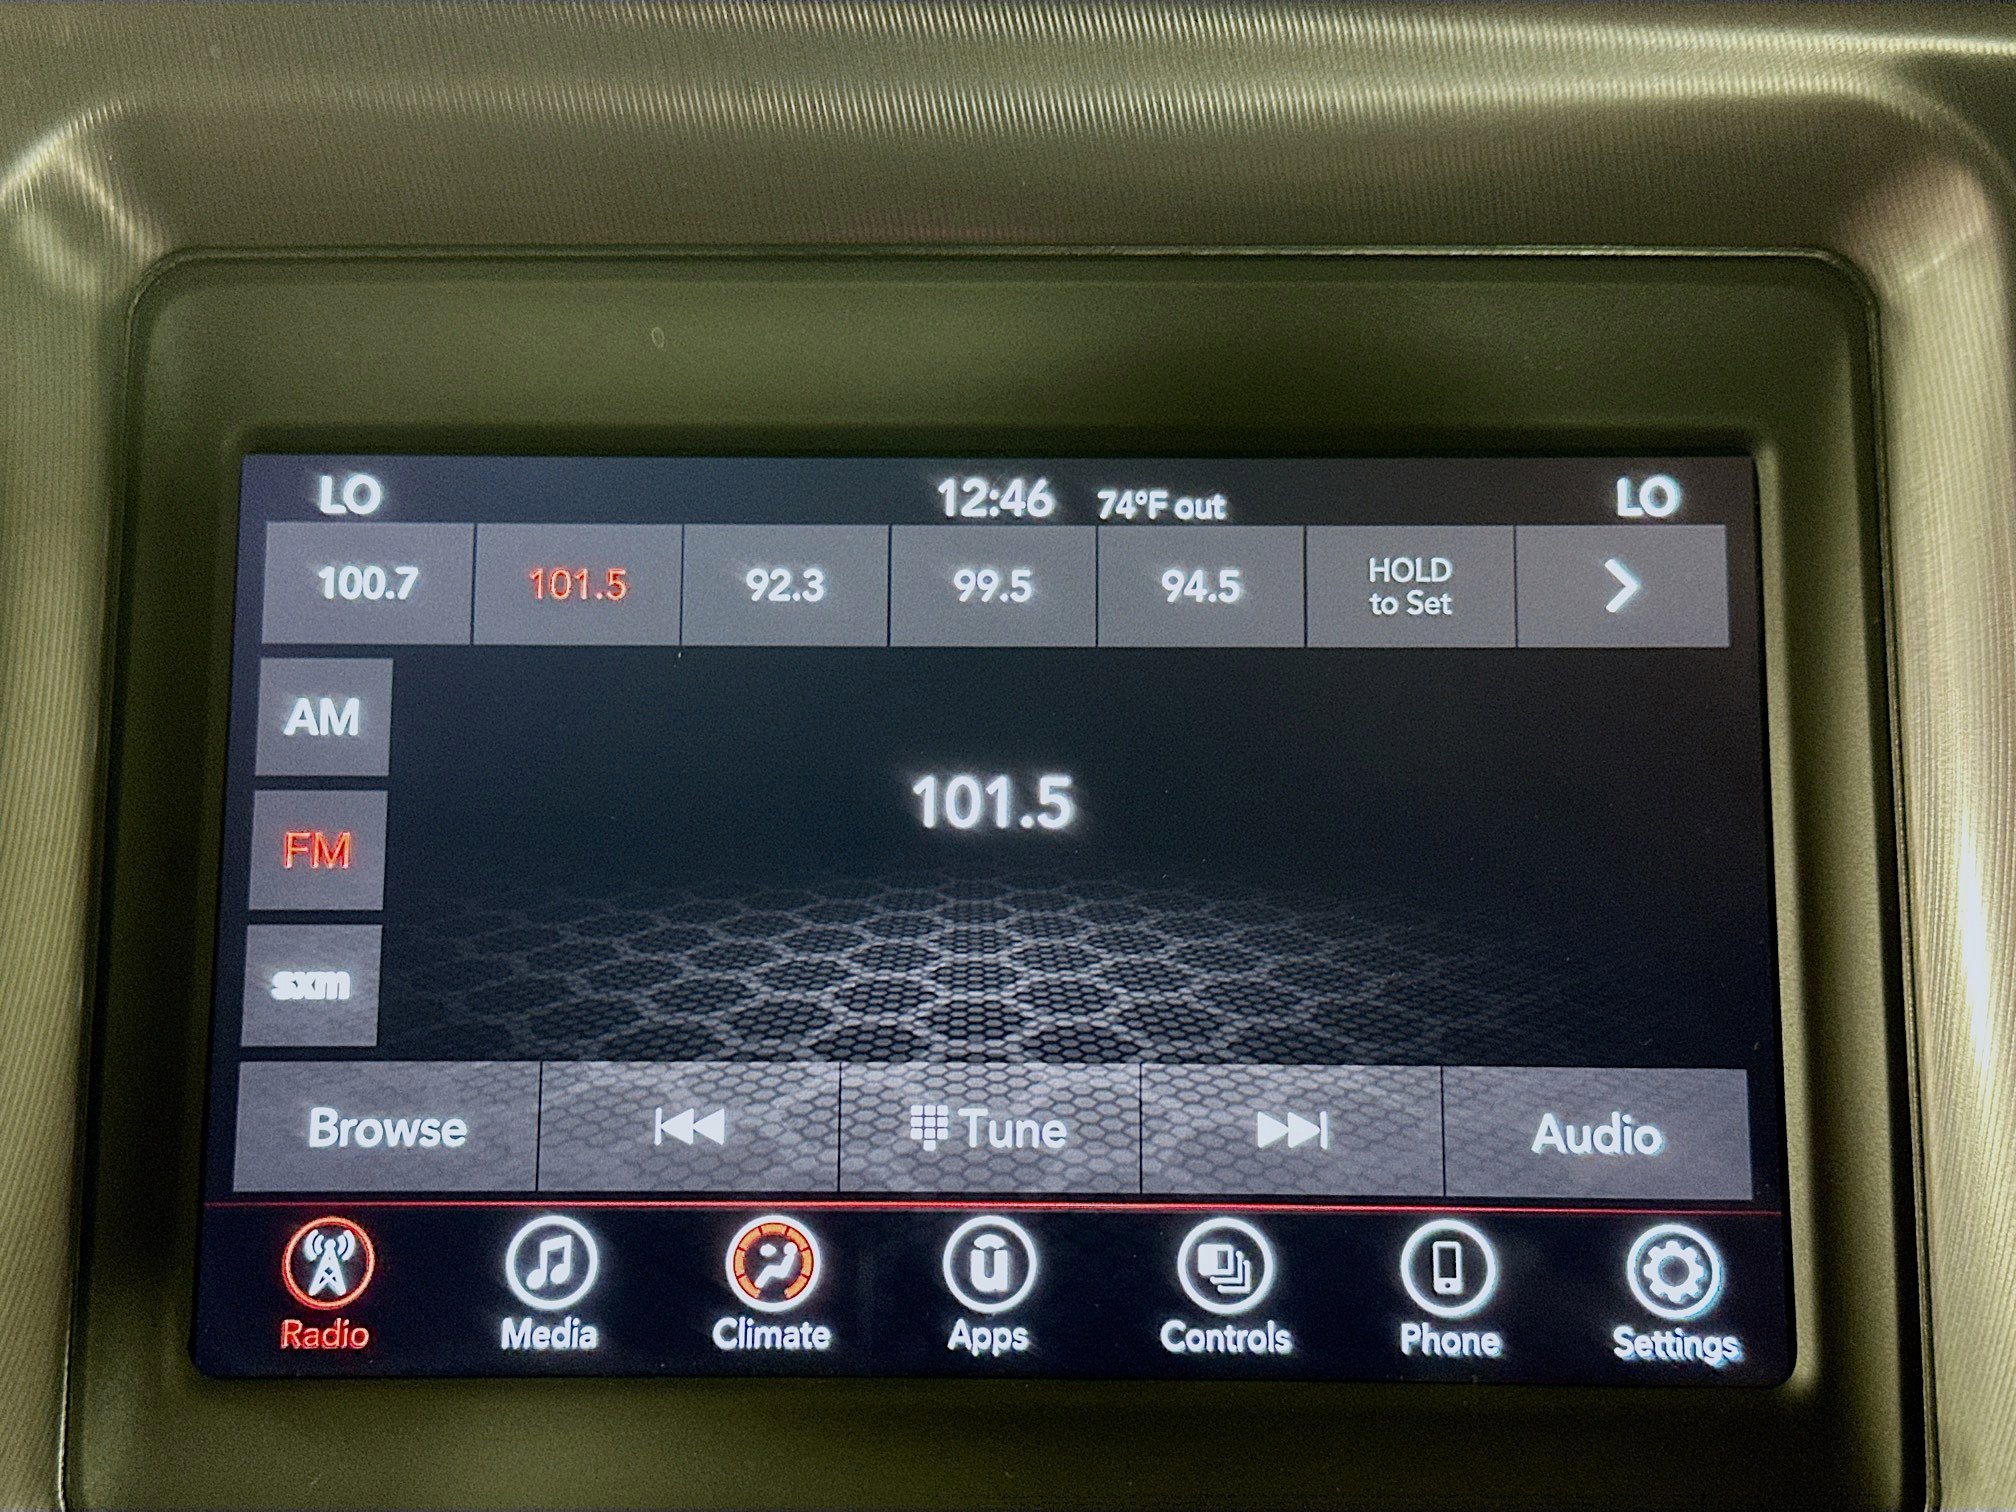 LO 12:46 74°F out LO
100.7 101.5 92.3 99.5 94.5 HOLD
to Set
AM
101.5
FM
sxm
Browse Tune Audio
Radio Media Climate Apps Controls Phone Settings